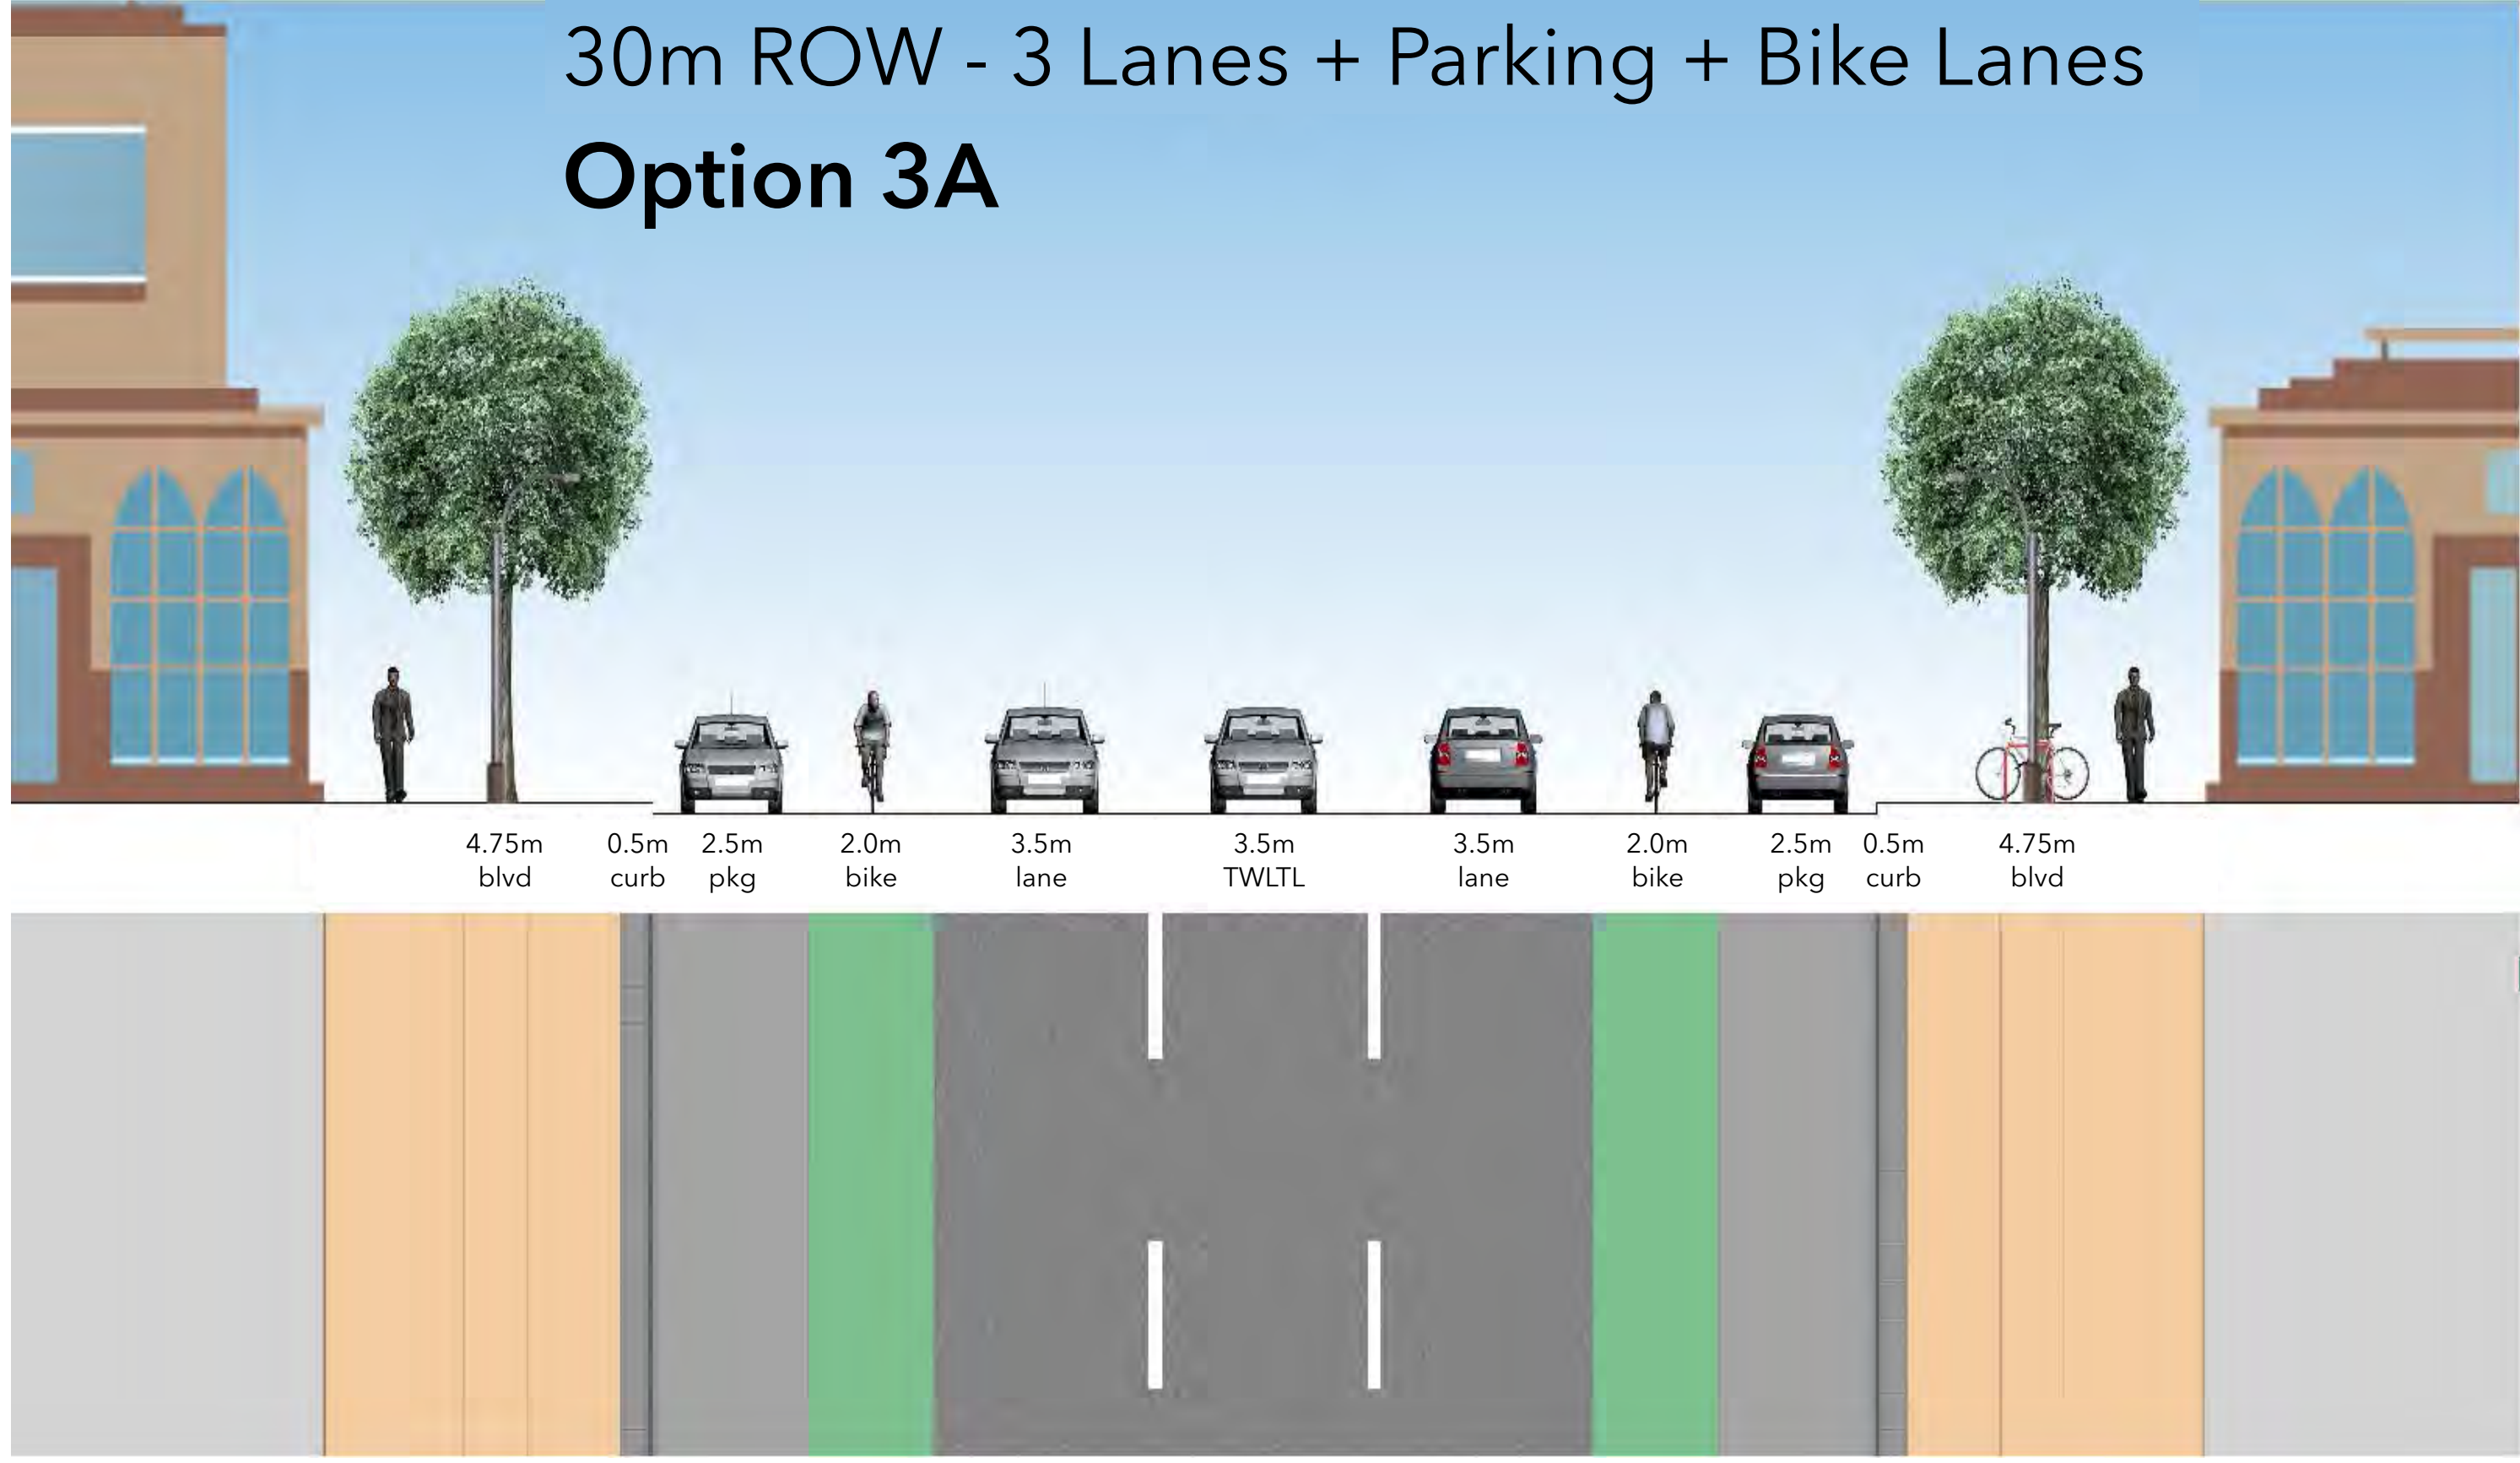 30m ROW - 3 Lanes + Parking + Bike Lanes
Option 3A
4.75m 0.5m 2.5m 2.0m 3.5m 3.5m 3.5m 2.0m 2.5m 0.5m 4.75m
blvd curb pkg bike lane TWLTL lane bike pkg curb blvd